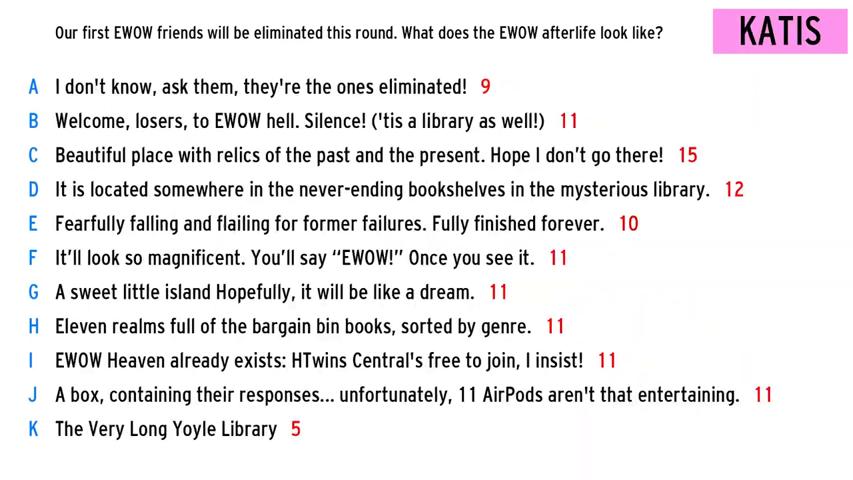 Our first EWOW friends will be eliminated this round. What does the EWOW afterlife look like?
KATIS
A I don't know, ask them, they're the ones eliminated! 9
B Welcome, losers, to EWOW hell. Silence! ('tis a library as well!) 11
C Beautiful place with relics of the past and the present. Hope I don’t go there! 15
D It is located somewhere in the never-ending bookshelves in the mysterious library. 12
E Fearfully falling and flailing for former failures. Fully finished forever. 10
F It’ll look so magnificent. You’ll say “EWOW!” Once you see it. 11
G A sweet little island Hopefully, it will be like a dream. 11
H Eleven realms full of the bargain bin books, sorted by genre. 11
I EWOW Heaven already exists: HTwins Central's free to join, I insist! 11
J A box, containing their responses... unfortunately, 11 AirPods aren't that entertaining. 11
K The Very Long Yoyle Library 5